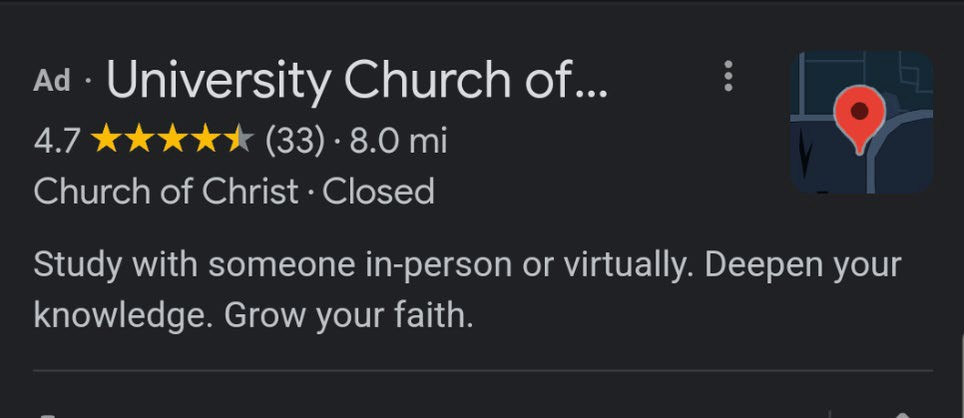 Ad · University Church of...
4.7 ★★★★★ (33) · 8.0 mi
Church of Christ · Closed
Study with someone in-person or virtually. Deepen your
knowledge. Grow your faith.